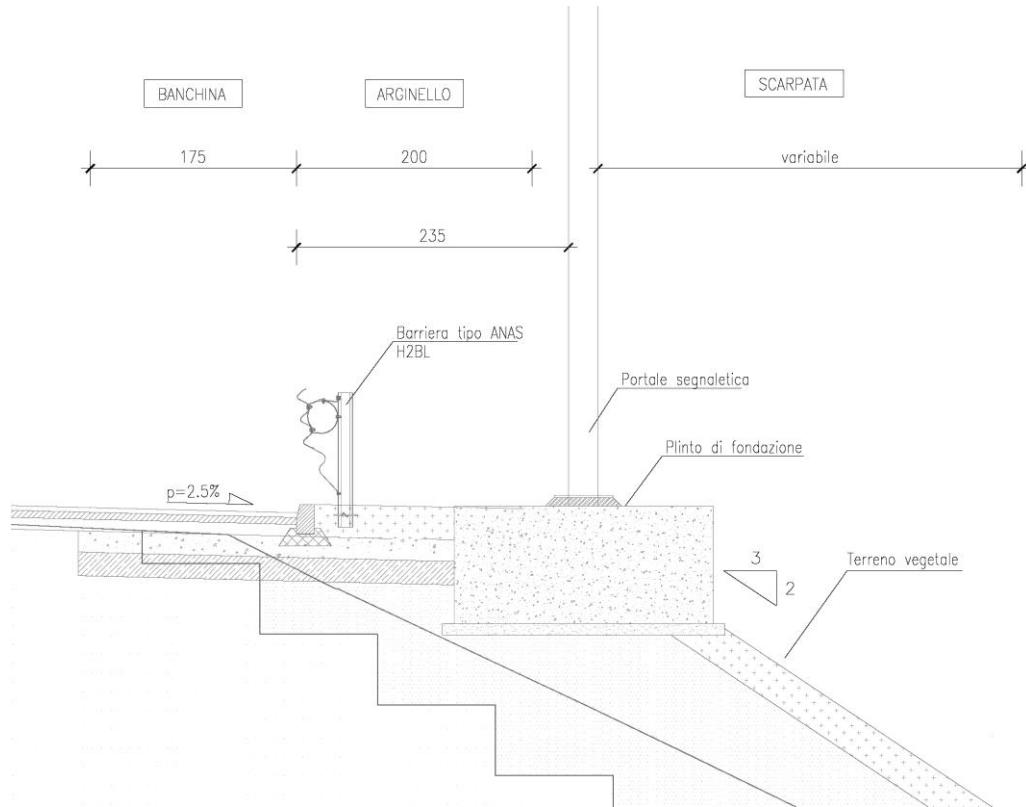 BANCHINA
ARGINELLO
SCARPATA
175
200
variabile
235
Barriera tipo ANAS
H2BL
Portale segnaletica
Plinto di fondazione
p=2.5%
3
2
Terreno vegetale